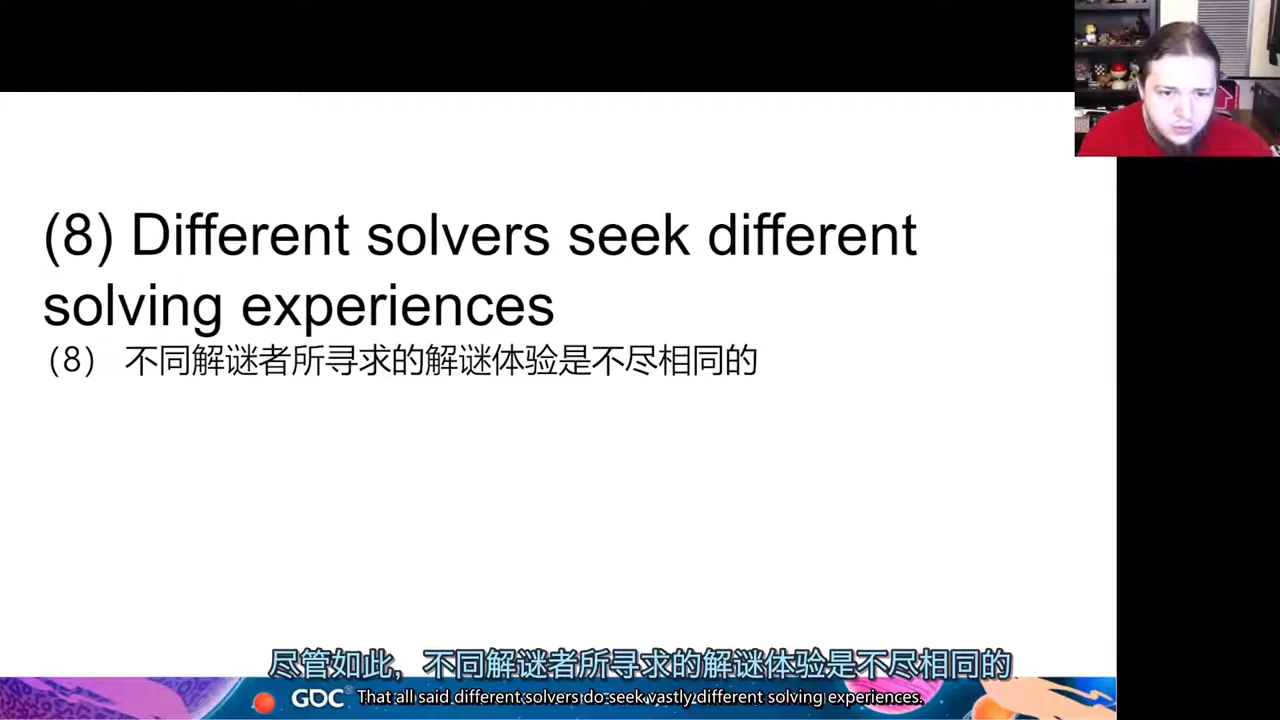 (8) Different solvers seek different
solving experiences
（8） 不同解谜者所寻求的解谜体验是不尽相同的
尽管如此，不同解谜者所寻求的解谜体验是不尽相同的
GDC
That all said different solvers do seek vastly different solving experiences.